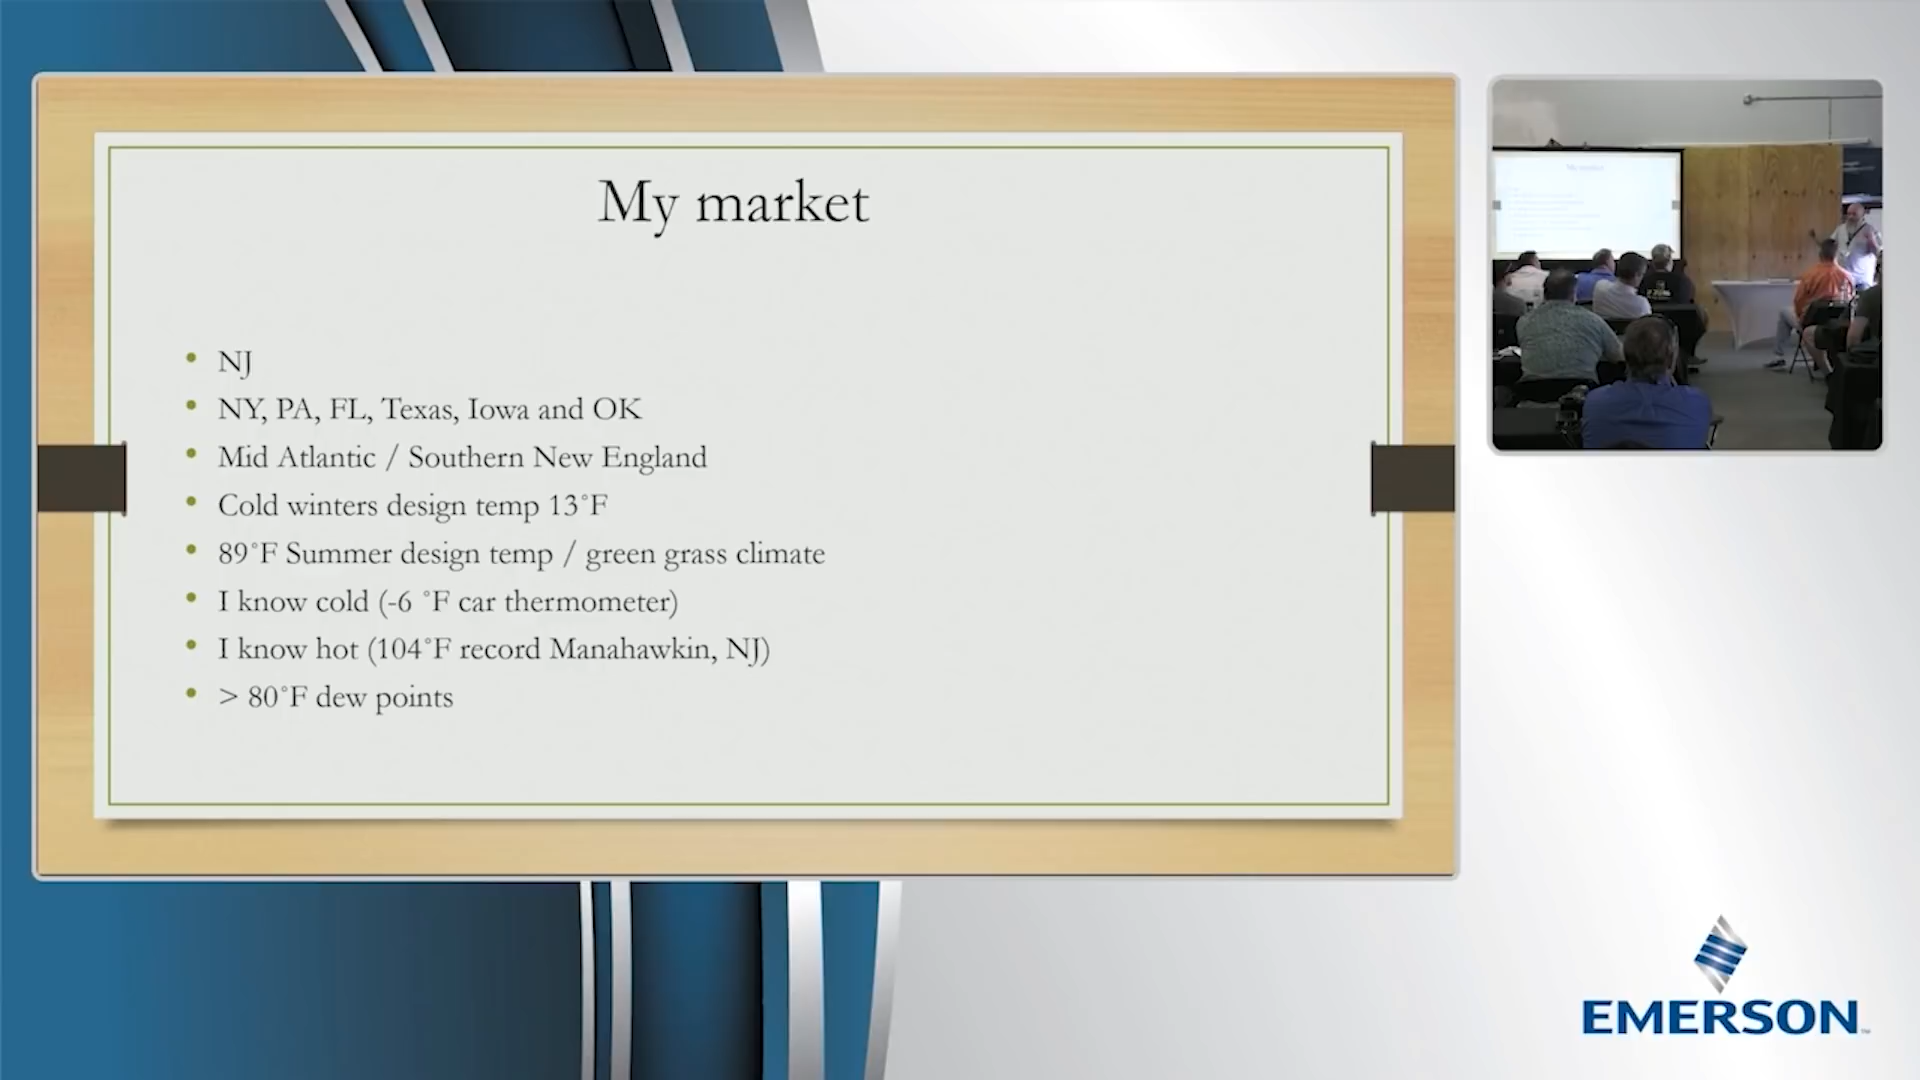 My market
NJ
NY, PA, FL, Texas, Iowa and OK
Mid Atlantic / Southern New England
Cold winters design temp 13˚F
89˚F Summer design temp / green grass climate
I know cold (-6 ˚F car thermometer)
I know hot (104˚F record Manahawkin, NJ)
> 80˚F dew points
EMERSON